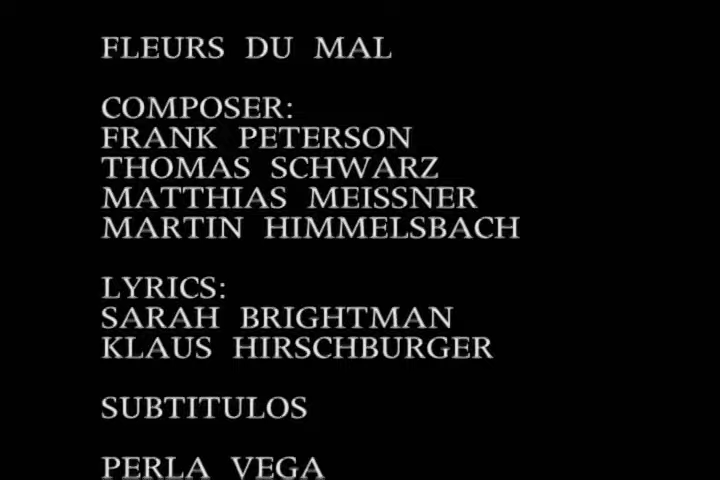 FLEURS DU MAL
COMPOSER:
FRANK PETERSON
THOMAS SCHWARZ
MATTHIAS MEISSNER
MARTIN HIMMELSBACH
LYRICS:
SARAH BRIGHTMAN
KLAUS HIRSCHBURGER
SUBTITULOS
PERLA VEGA